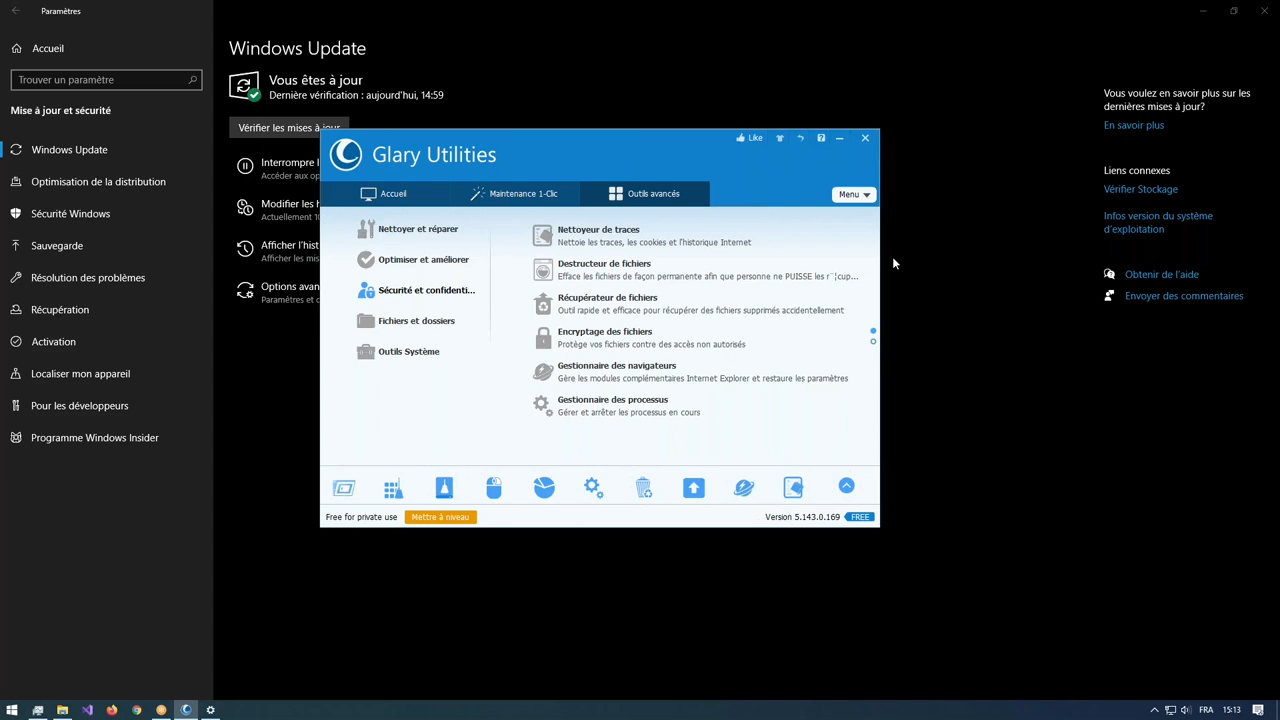 Paramètres
Accueil
Trouver un paramètre
Mise à jour et sécurité
Windows Update
Optimisation de la distribution
Sécurité Windows
Sauvegarde
Résolution des problèmes
Récupération
Activation
Localiser mon appareil
Pour les développeurs
Programme Windows Insider
Windows Update
Vous êtes à jour
Dernière vérification : aujourd'hui, 14:59
Vérifier les mises à jour
Interrompre l
Accéder aux op
Modifier les h
Actuellement 10
Afficher l'hist
Afficher les mis
Options avan
Paramètres et c
Glary Utilities
Like
Accueil
Maintenance 1-Clic
Outils avancés
Menu
Nettoyer et réparer
Optimiser et améliorer
Sécurité et confidenti...
Fichiers et dossiers
Outils Système
Nettoyeur de traces
Nettoie les traces, les cookies et l'historique Internet
Destructeur de fichiers
Efface les fichiers de façon permanente afin que personne ne PUISSE les r¨¦cup...
Récupérateur de fichiers
Outil rapide et efficace pour récupérer des fichiers supprimés accidentellement
Encryptage des fichiers
Protège vos fichiers contre des accès non autorisés
Gestionnaire des navigateurs
Gère les modules complémentaires Internet Explorer et restaure les paramètres
Gestionnaire des processus
Gérer et arrêter les processus en cours
Free for private use
Mettre à niveau
Version 5.143.0.169
FREE
Vous voulez en savoir plus sur les
dernières mises à jour?
En savoir plus
Liens connexes
Vérifier Stockage
Infos version du système
d'exploitation
Obtenir de l'aide
Envoyer des commentaires
FRA
15:13